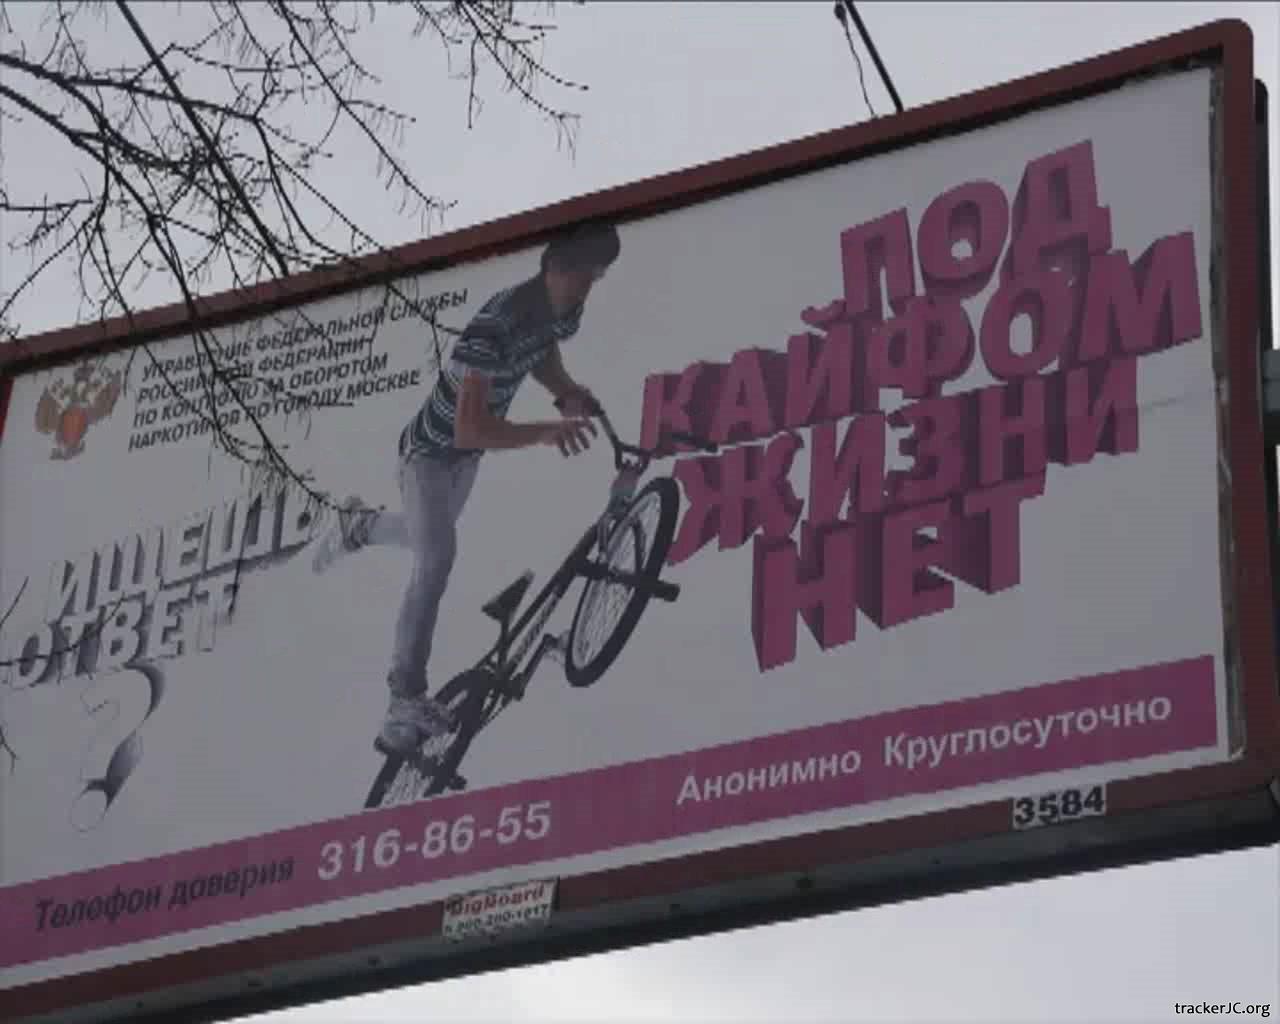 УПРАВЛЕНИЕ ФЕДЕРАЛЬНОЙ СЛУЖБЫ
РОССИЙСКОЙ ФЕДЕРАЦИИ
ПО КОНТРОЛЮ ЗА ОБОРОТОМ
НАРКОТИКОВ ПО ГОРОДУ МОСКВЕ
ИЩЕШЬ
ОТВЕТ
?
ПОД
КАЙФОМ
ЖИЗНИ
НЕТ
Телефон доверия 316-86-55 Анонимно Круглосуточно
3584
BigBoard
trackerJC.org